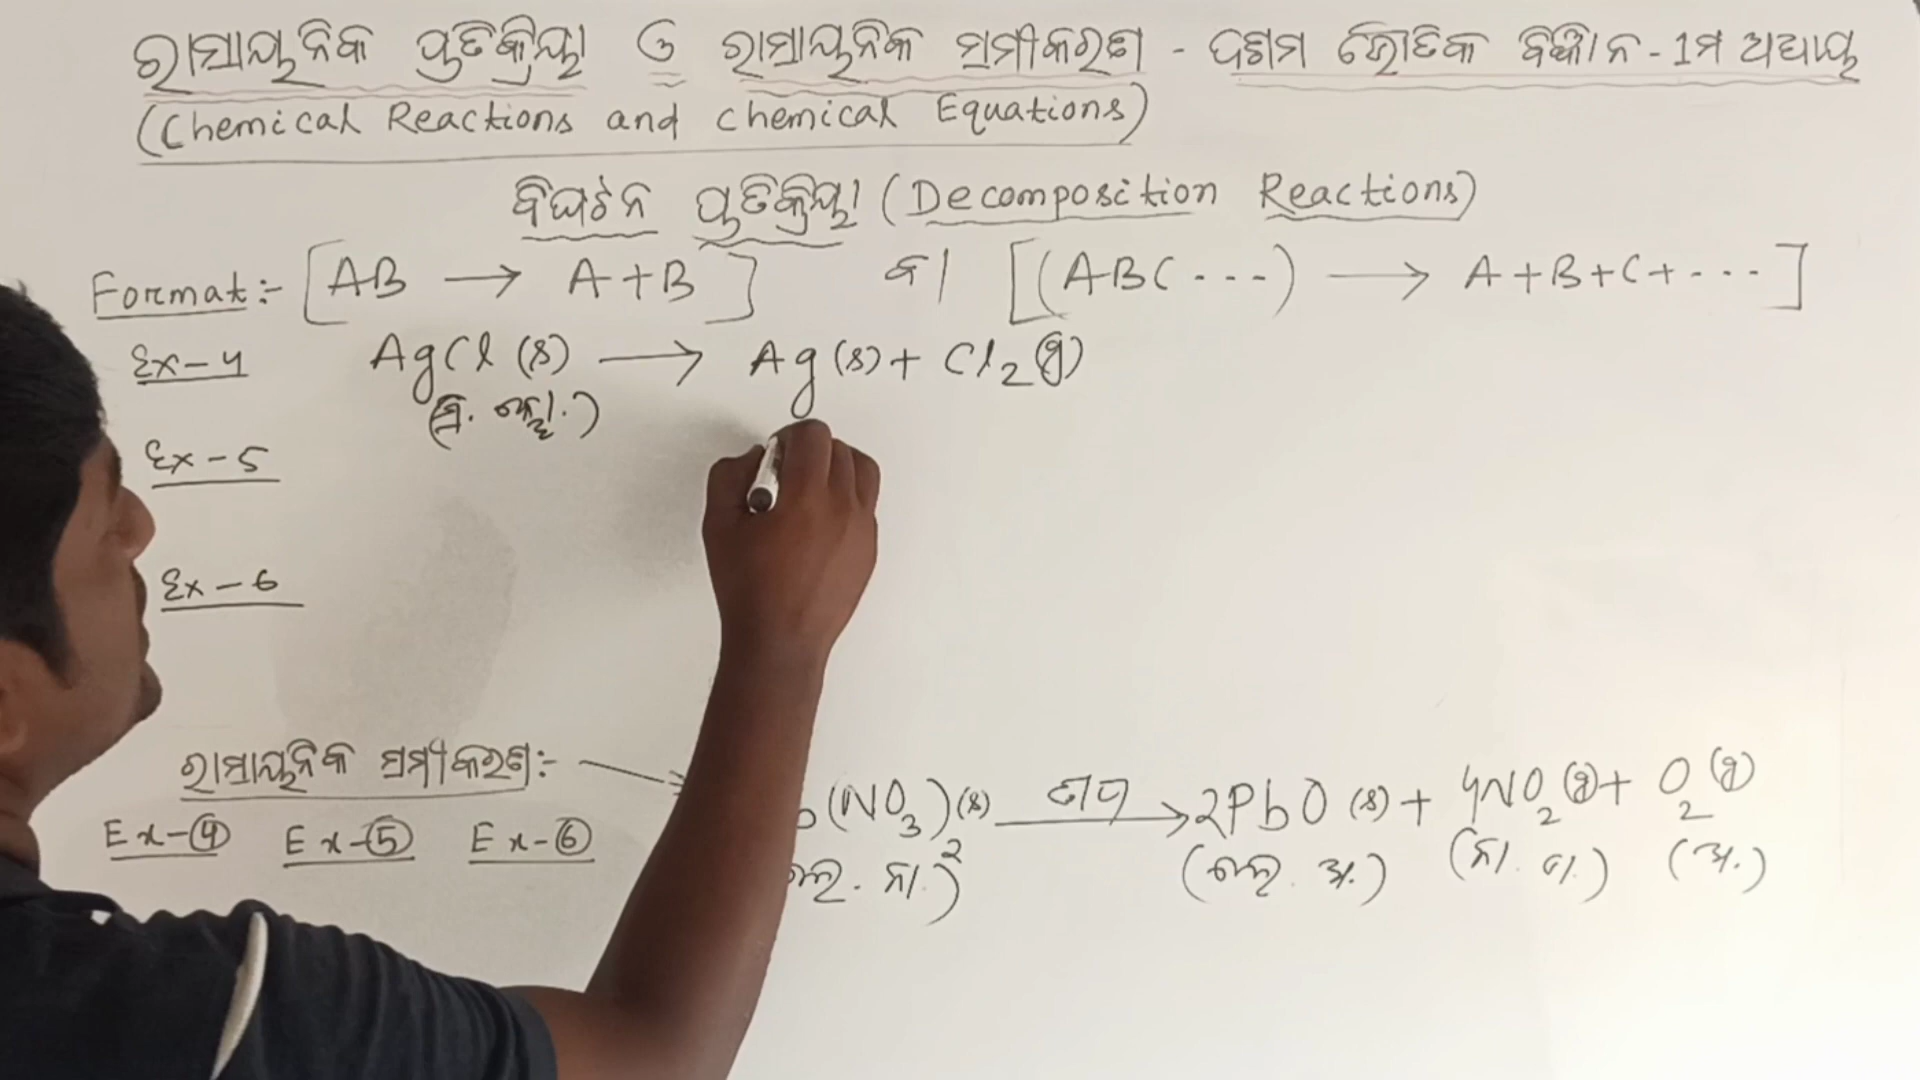 ରାସାୟନିକ ପ୍ରତିକ୍ରିୟା ଓ ରାସାୟନିକ ସମୀକରଣ - ଦଶମ ଭୌତିକ ବିଜ୍ଞାନ - 1ମ ଅଧ୍ୟାୟ
(Chemical Reactions and chemical Equations)
ବିଘଟନ ପ୍ରତିକ୍ରିୟା (Decomposition Reactions)
Format:- [AB → A+B] ବା [(ABC ---) → A+B+C+---]
Ex-4 AgCl (s) → Ag (s) + Cl₂ (g)
(ସି. କ୍ଲୋ.)
Ex-5
Ex-6
ରାସାୟନିକ ସମୀକରଣ:- → b(NO₃)₂ (s) ତାପ → 2PbO (s) + 4NO₂ (g) + O₂ (g)
Ex-④ Ex-⑤ Ex-⑥ ଲେ. ନା.) (ଲେ. ଅ.) (ନା. ଡା.) (ଅ.)